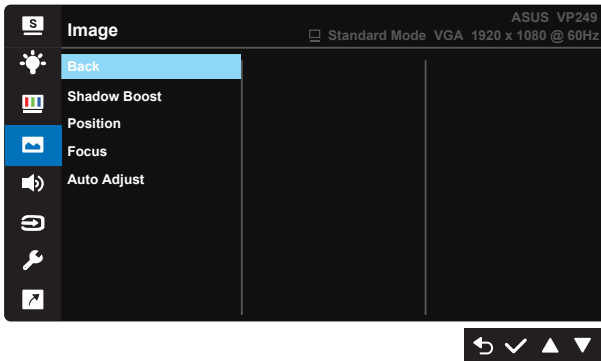 S
Image
ASUS VP249
Standard Mode VGA 1920 x 1080 @ 60Hz
Back
Shadow Boost
Position
Focus
Auto Adjust